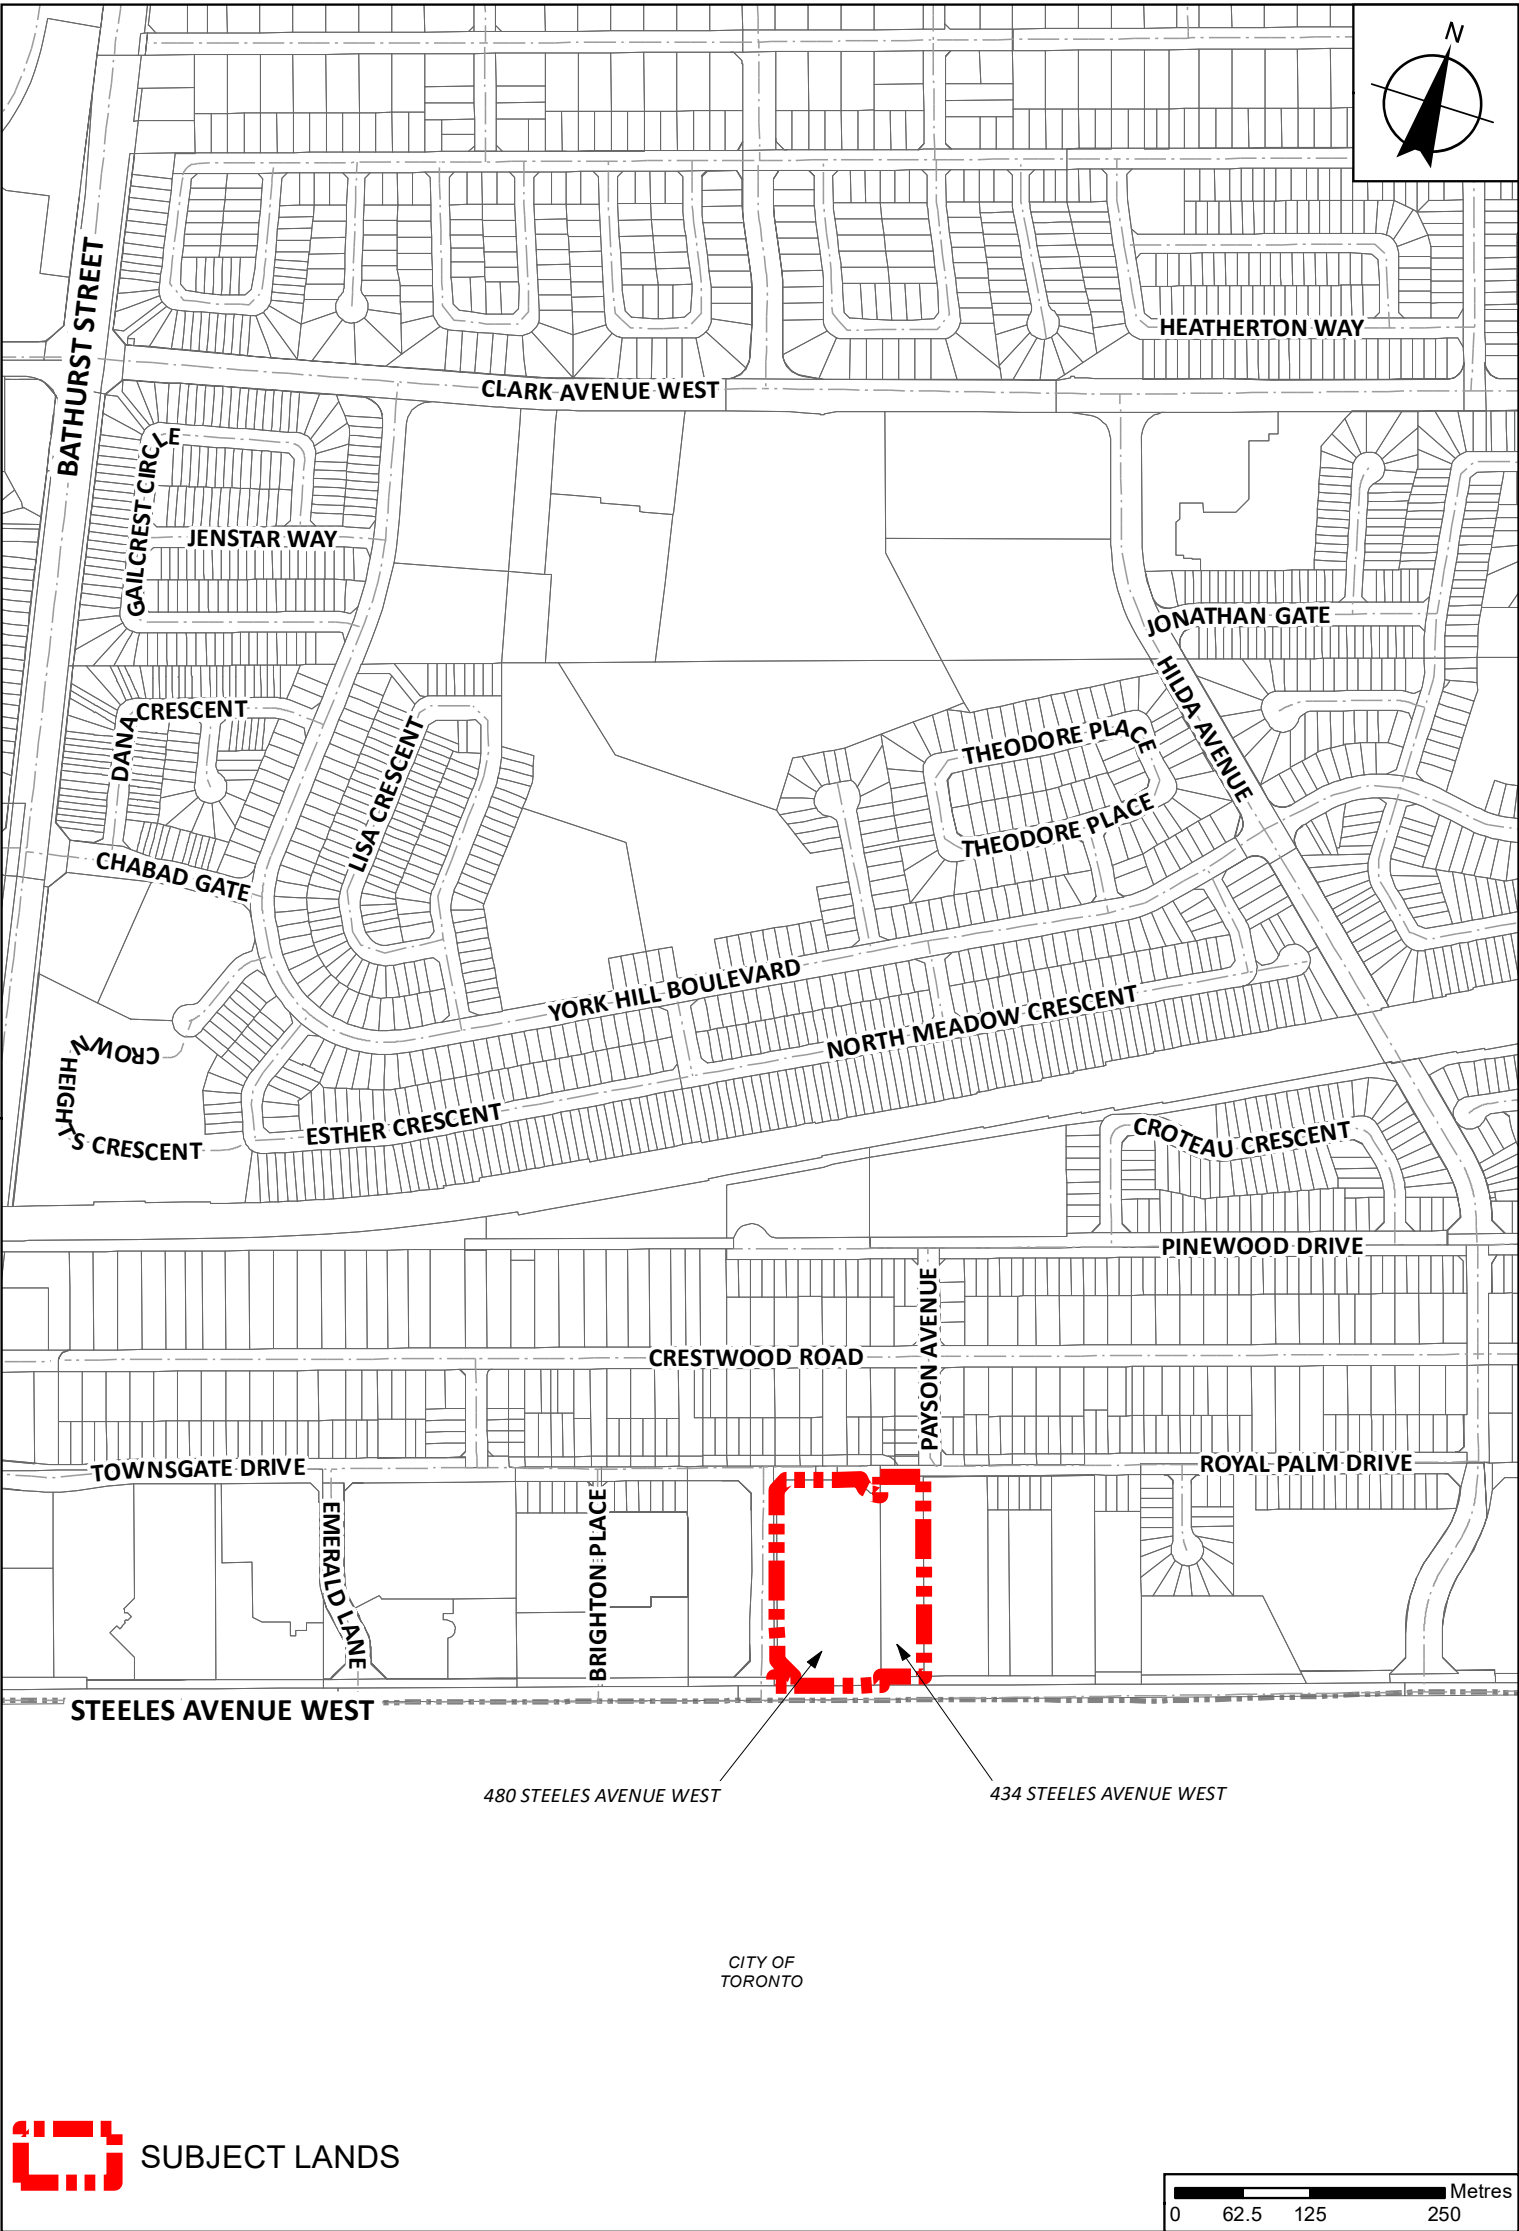 N
BATHURST STREET
HEATHERTON WAY
CLARK AVENUE WEST
GAILCREST CIRCLE
JENSTAR WAY
JONATHAN GATE
HILDA AVENUE
DANA CRESCENT
LISA CRESCENT
THEODORE PLACE
THEODORE PLACE
CHABAD GATE
YORK HILL BOULEVARD
NORTH MEADOW CRESCENT
CROWN HEIGHTS CRESCENT
ESTHER CRESCENT
CROTEAU CRESCENT
PINEWOOD DRIVE
PAYSON AVENUE
CRESTWOOD ROAD
TOWNSGATE DRIVE
ROYAL PALM DRIVE
EMERALD LANE
BRIGHTON PLACE
STEELES AVENUE WEST
480 STEELES AVENUE WEST
434 STEELES AVENUE WEST
CITY OF
TORONTO
SUBJECT LANDS
Metres
0 62.5 125 250